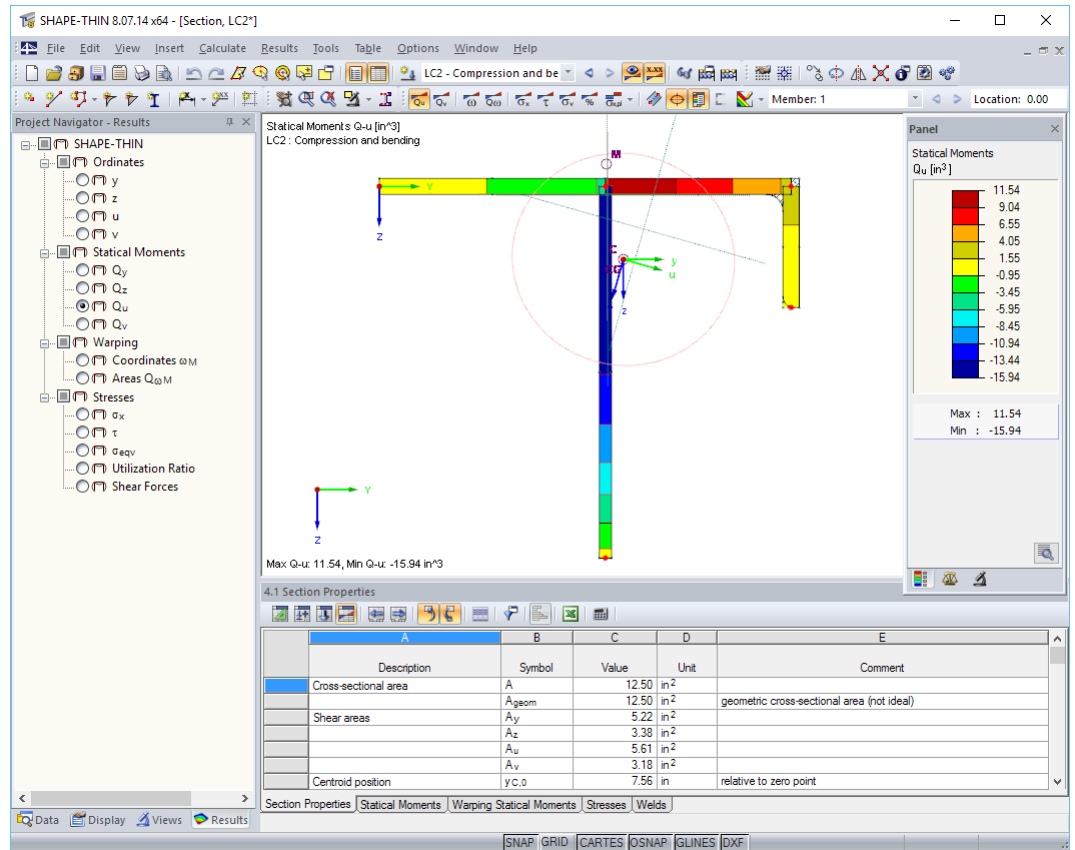 SHAPE-THIN 8.07.14 x64 - [Section, LC2*]
File Edit View Insert Calculate Results Tools Table Options Window Help
LC2 - Compression and be
Member: 1
Location: 0.00
Project Navigator - Results
SHAPE-THIN
Ordinates
y
z
u
v
Statical Moments
Qy
Qz
Qu
Qv
Warping
Coordinates ωM
Areas QωM
Stresses
σx
τ
σeqv
Utilization Ratio
Shear Forces
Data Display Views Results
Statical Moments Q-u [in^3]
LC2 : Compression and bending
M
Y
Z
y
u
z
Y
Z
Max Q-u: 11.54, Min Q-u: -15.94 in^3
Panel
Statical Moments
Qu [in3]
11.54
9.04
6.55
4.05
1.55
-0.95
-3.45
-5.95
-8.45
-10.94
-13.44
-15.94
Max : 11.54
Min : -15.94
4.1 Section Properties
A B C D E
Description Symbol Value Unit Comment
Cross-sectional area A 12.50 in2
Ageom 12.50 in2 geometric cross-sectional area (not ideal)
Shear areas Ay 5.22 in2
Az 3.38 in2
Au 5.61 in2
Av 3.18 in2
Centroid position yC,0 7.56 in relative to zero point
Section Properties Statical Moments Warping Statical Moments Stresses Welds
SNAP GRID CARTES OSNAP GLINES DXF